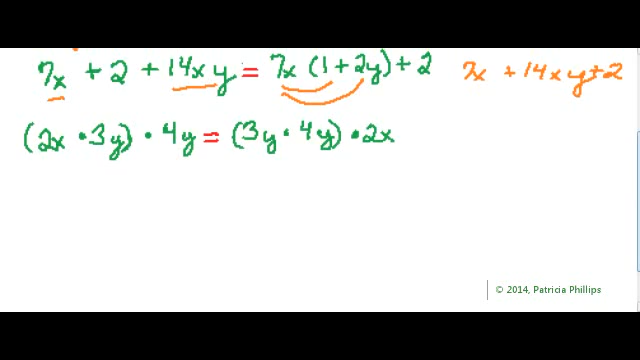 7x + 2 + 14xy = 7x (1 + 2y) + 2 7x + 14xy + 2
(2x • 3y) • 4y = (3y • 4y) • 2x
© 2014, Patricia Phillips